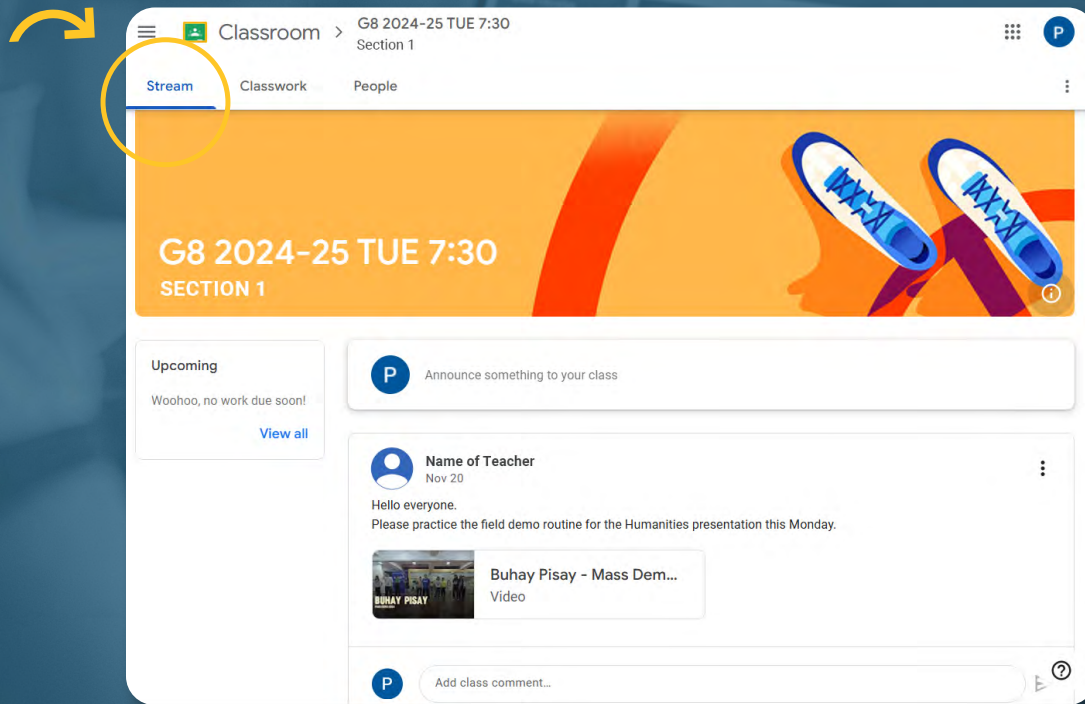 Classroom > G8 2024-25 TUE 7:30
Section 1
P
Stream Classwork People
G8 2024-25 TUE 7:30
SECTION 1
Upcoming
Woohoo, no work due soon!
View all
P Announce something to your class
Name of Teacher
Nov 20
Hello everyone.
Please practice the field demo routine for the Humanities presentation this Monday.
BUHAY PISAY
Buhay Pisay - Mass Dem...
Video
P Add class comment...